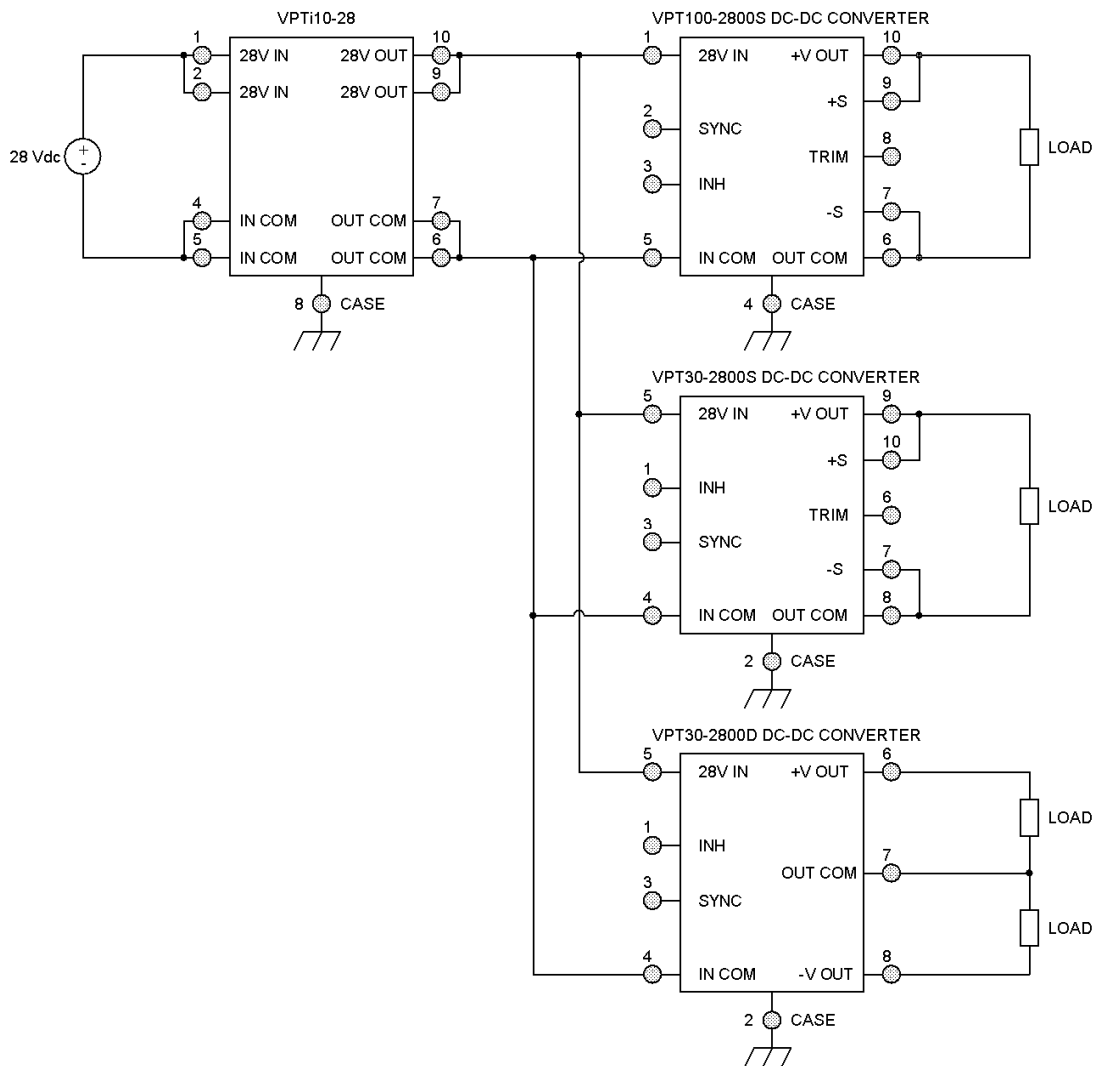 VPTi10-28
VPT100-2800S DC-DC CONVERTER
1 28V IN 28V OUT 10
2 28V IN 28V OUT 9
28 Vdc + -
4 IN COM OUT COM 7
5 IN COM OUT COM 6
8 CASE
1 28V IN +V OUT 10
+S 9
2 SYNC
TRIM 8
LOAD
3 INH
-S 7
5 IN COM OUT COM 6
4 CASE
VPT30-2800S DC-DC CONVERTER
5 28V IN +V OUT 9
+S 10
1 INH
TRIM 6
LOAD
3 SYNC
-S 7
4 IN COM OUT COM 8
2 CASE
VPT30-2800D DC-DC CONVERTER
5 28V IN +V OUT 6
LOAD
1 INH
OUT COM 7
3 SYNC
LOAD
4 IN COM -V OUT 8
2 CASE